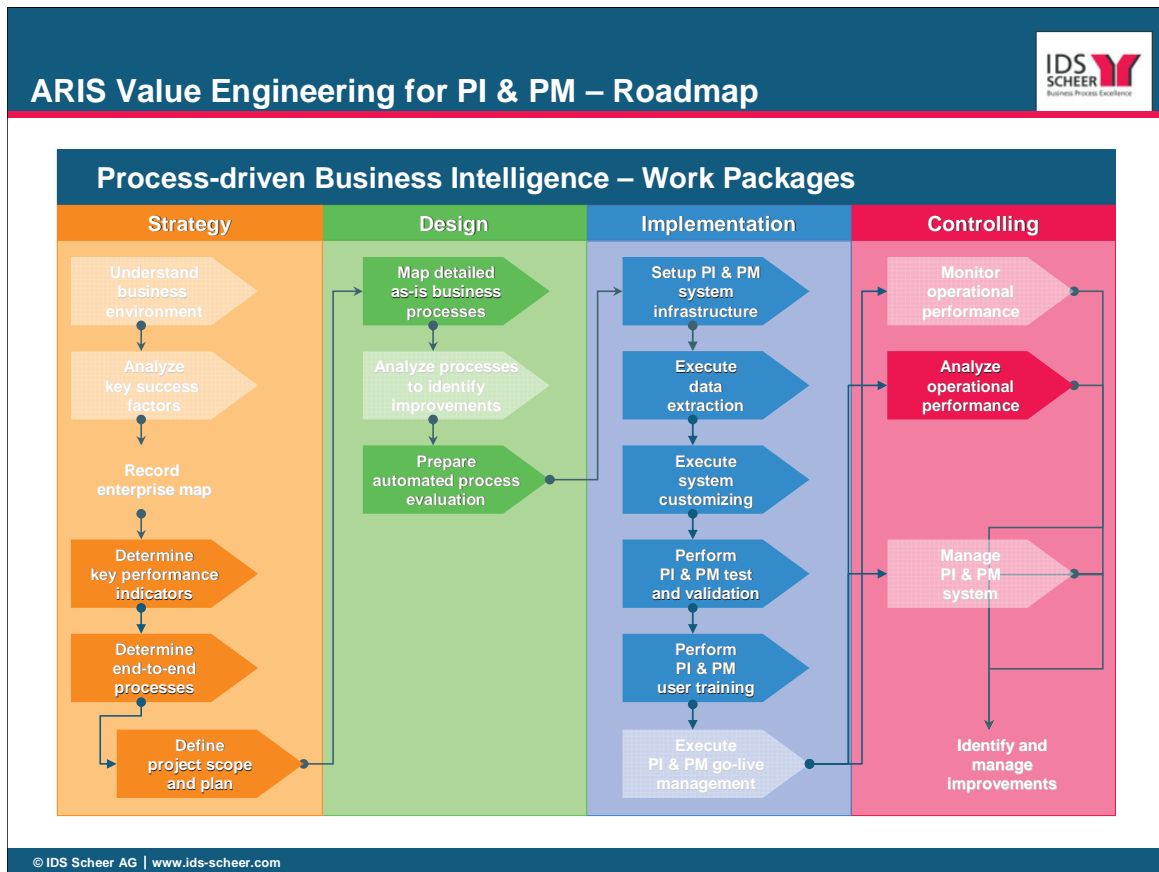 ARIS Value Engineering for PI & PM – Roadmap
IDS
SCHEER
Business Process Excellence
Process-driven Business Intelligence – Work Packages
Strategy
Understand
business
environment
Analyze
key success
factors
Record
enterprise map
Determine
key performance
indicators
Determine
end-to-end
processes
Define
project scope
and plan
Design
Map detailed
as-is business
processes
Analyze processes
to identify
improvements
Prepare
automated process
evaluation
Implementation
Setup PI & PM
system
infrastructure
Execute
data
extraction
Execute
system
customizing
Perform
PI & PM test
and validation
Perform
PI & PM
user training
Execute
PI & PM go-live
management
Controlling
Monitor
operational
performance
Analyze
operational
performance
Manage
PI & PM
system
Identify and
manage
improvements
© IDS Scheer AG | www.ids-scheer.com